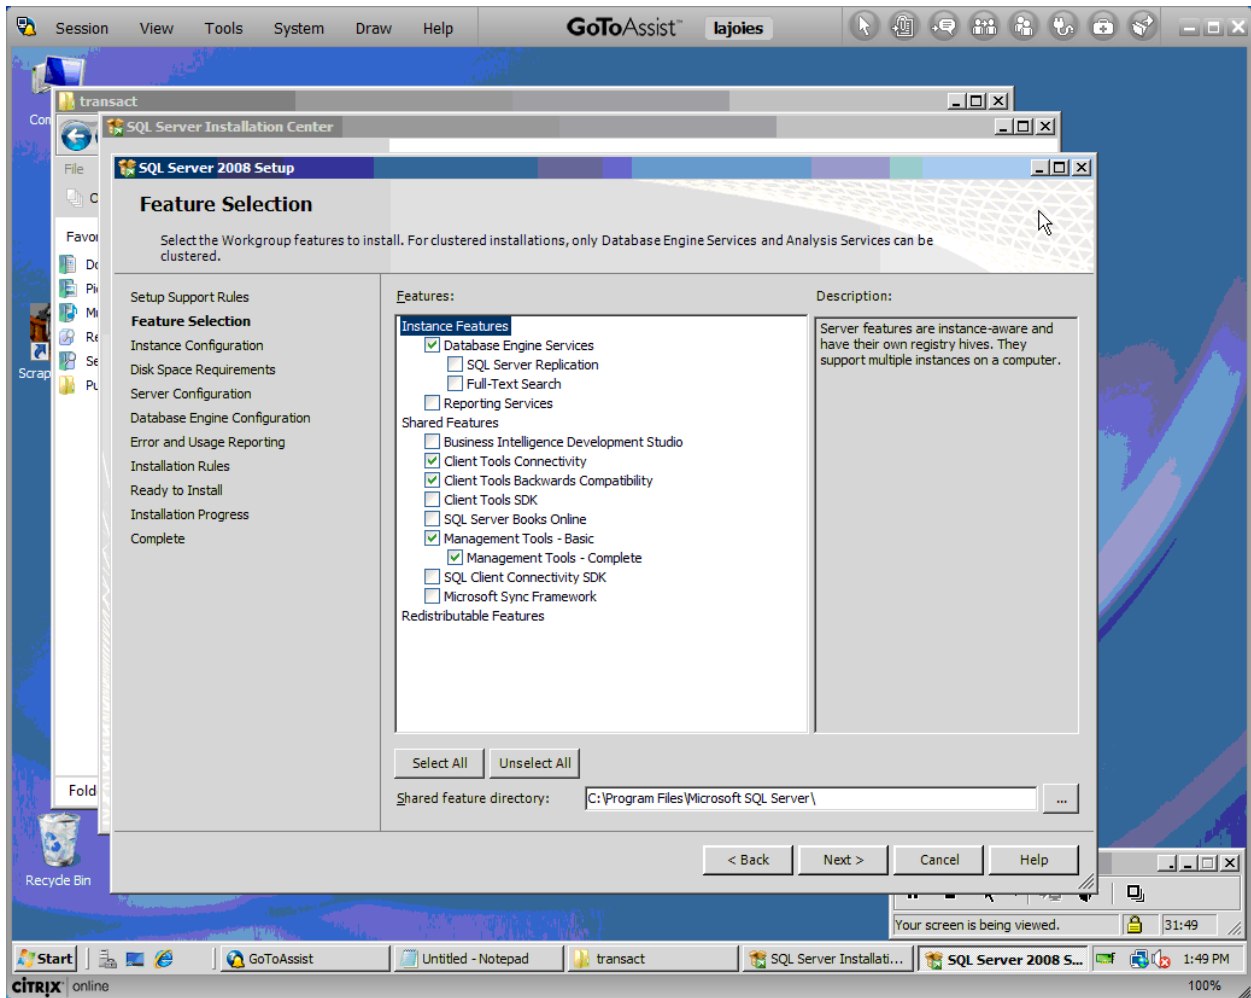 Session View Tools System Draw Help GoToAssist™ lajoies
transact
SQL Server Installation Center
File
SQL Server 2008 Setup
Feature Selection
Select the Workgroup features to install. For clustered installations, only Database Engine Services and Analysis Services can be
clustered.
Setup Support Rules
Feature Selection
Instance Configuration
Disk Space Requirements
Server Configuration
Database Engine Configuration
Error and Usage Reporting
Installation Rules
Ready to Install
Installation Progress
Complete
Features:
Instance Features
Database Engine Services
SQL Server Replication
Full-Text Search
Reporting Services
Shared Features
Business Intelligence Development Studio
Client Tools Connectivity
Client Tools Backwards Compatibility
Client Tools SDK
SQL Server Books Online
Management Tools - Basic
Management Tools - Complete
SQL Client Connectivity SDK
Microsoft Sync Framework
Redistributable Features
Description:
Server features are instance-aware and
have their own registry hives. They
support multiple instances on a computer.
Select All Unselect All
Shared feature directory: C:\Program Files\Microsoft SQL Server\ ...
< Back Next > Cancel Help
Recycle Bin
Your screen is being viewed. 31:49
Start GoToAssist Untitled - Notepad transact SQL Server Installati... SQL Server 2008 S... 1:49 PM
CITRIX online 100%